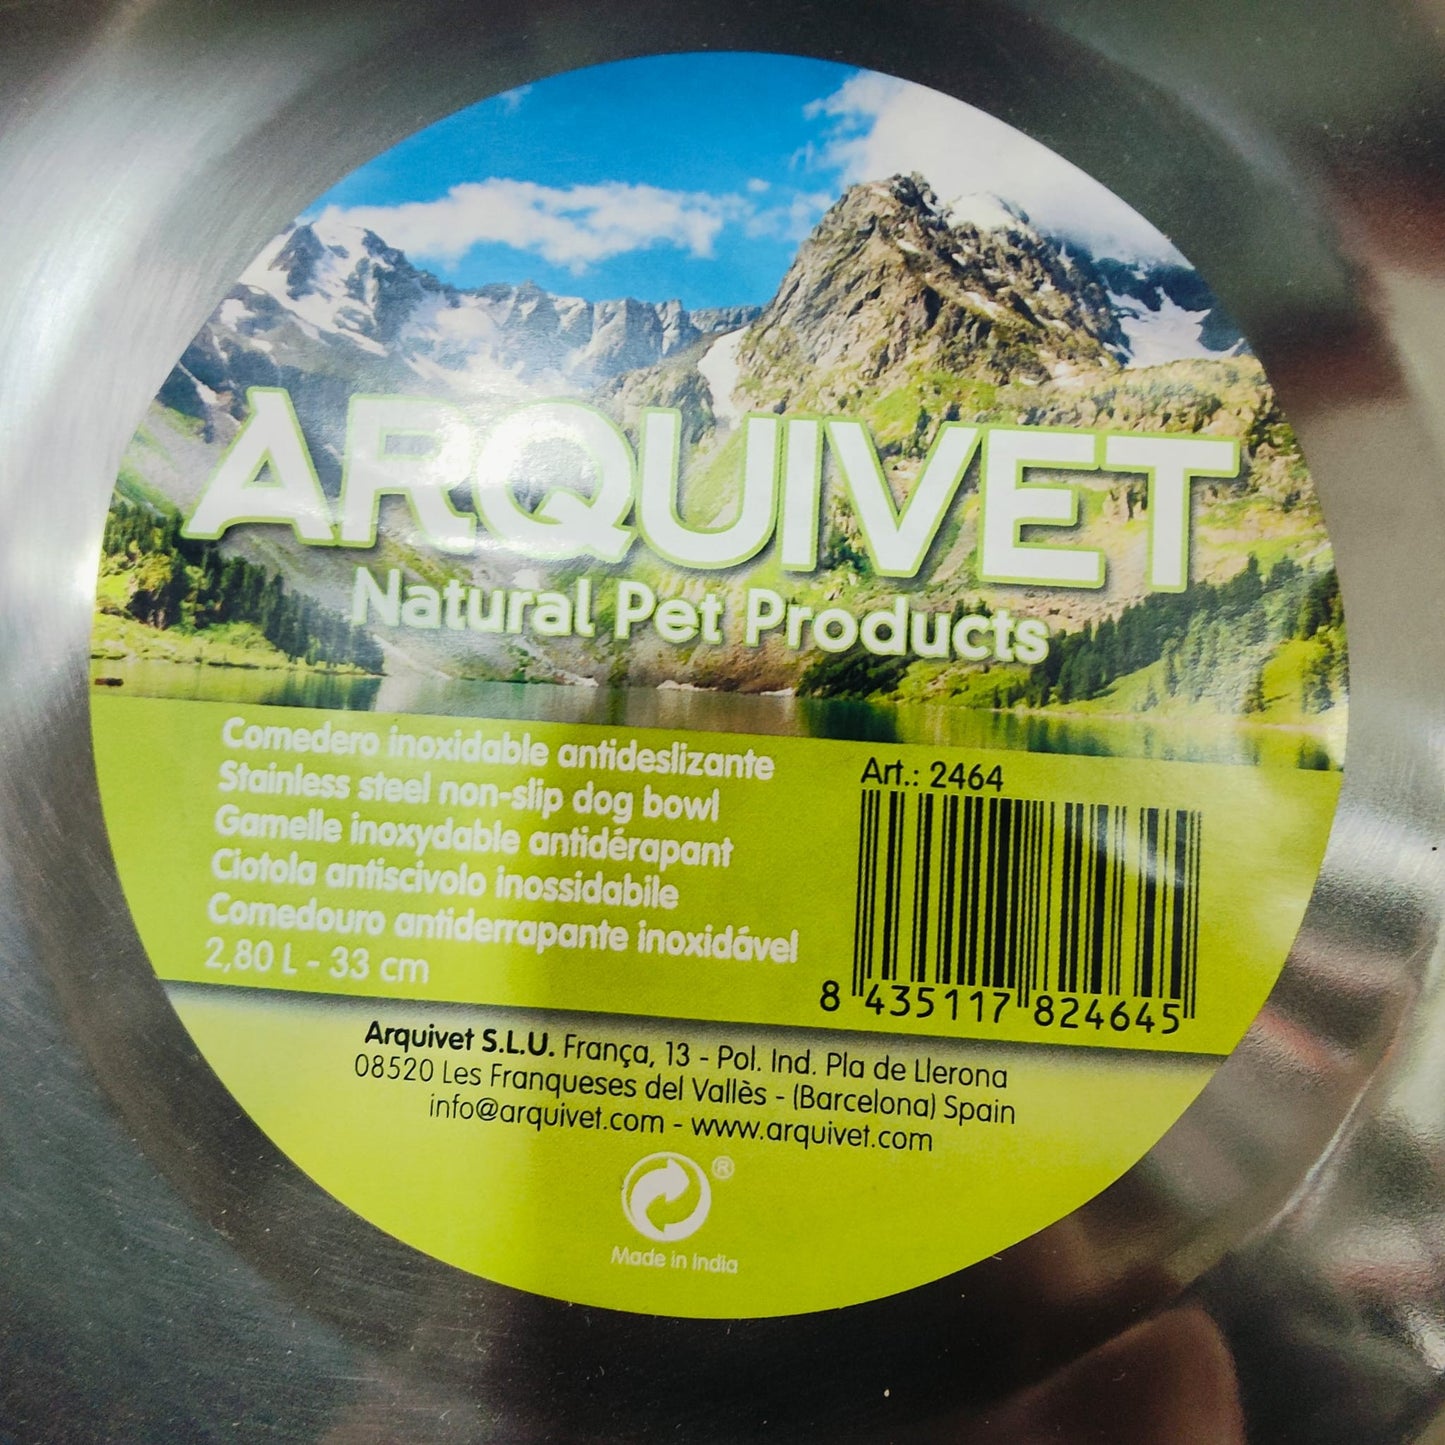 ARQUIVET
Natural Pet Products
Comedero inoxidable antideslizante
Stainless steel non-slip dog bowl
Gamelle inoxydable antidérapant
Ciotola antiscivolo inossidabile
Comedouro antiderrapante inoxidável
2,80 L - 33 cm
Art.: 2464
8 435117 824645
Arquivet S.L.U. França, 13 - Pol. Ind. Pla de Llerona
08520 Les Franqueses del Vallès - (Barcelona) Spain
info@arquivet.com - www.arquivet.com
®
Made in India